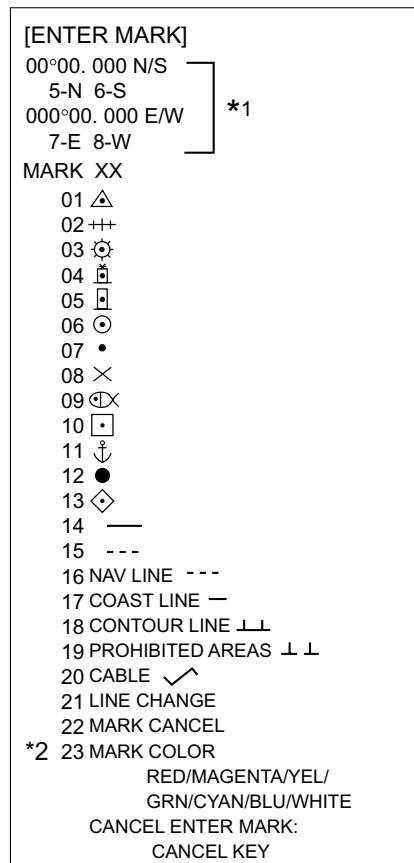 [ENTER MARK]
00°00. 000 N/S
5-N 6-S
000°00. 000 E/W
7-E 8-W
*1
MARK XX
01
02
03
04
05
06
07
08
09
10
11
12
13
14
15
16 NAV LINE
17 COAST LINE
18 CONTOUR LINE
19 PROHIBITED AREAS
20 CABLE
21 LINE CHANGE
22 MARK CANCEL
*2 23 MARK COLOR
RED/MAGENTA/YEL/
GRN/CYAN/BLU/WHITE
CANCEL ENTER MARK:
CANCEL KEY